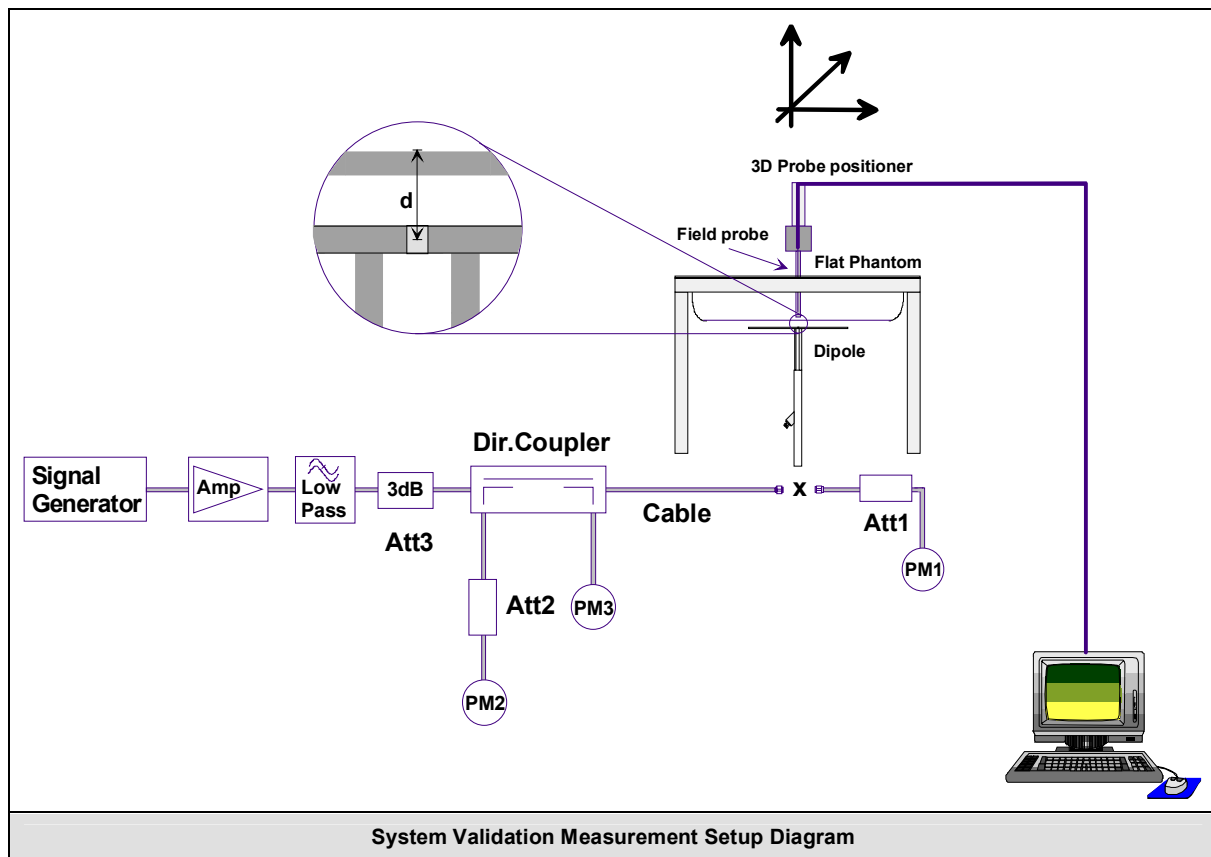 3D Probe positioner
d
Field probe
Flat Phantom
Dipole
Dir.Coupler
Signal
Generator
Amp
Low
Pass
3dB
x
Cable
Att1
Att3
PM1
Att2
PM3
PM2
System Validation Measurement Setup Diagram